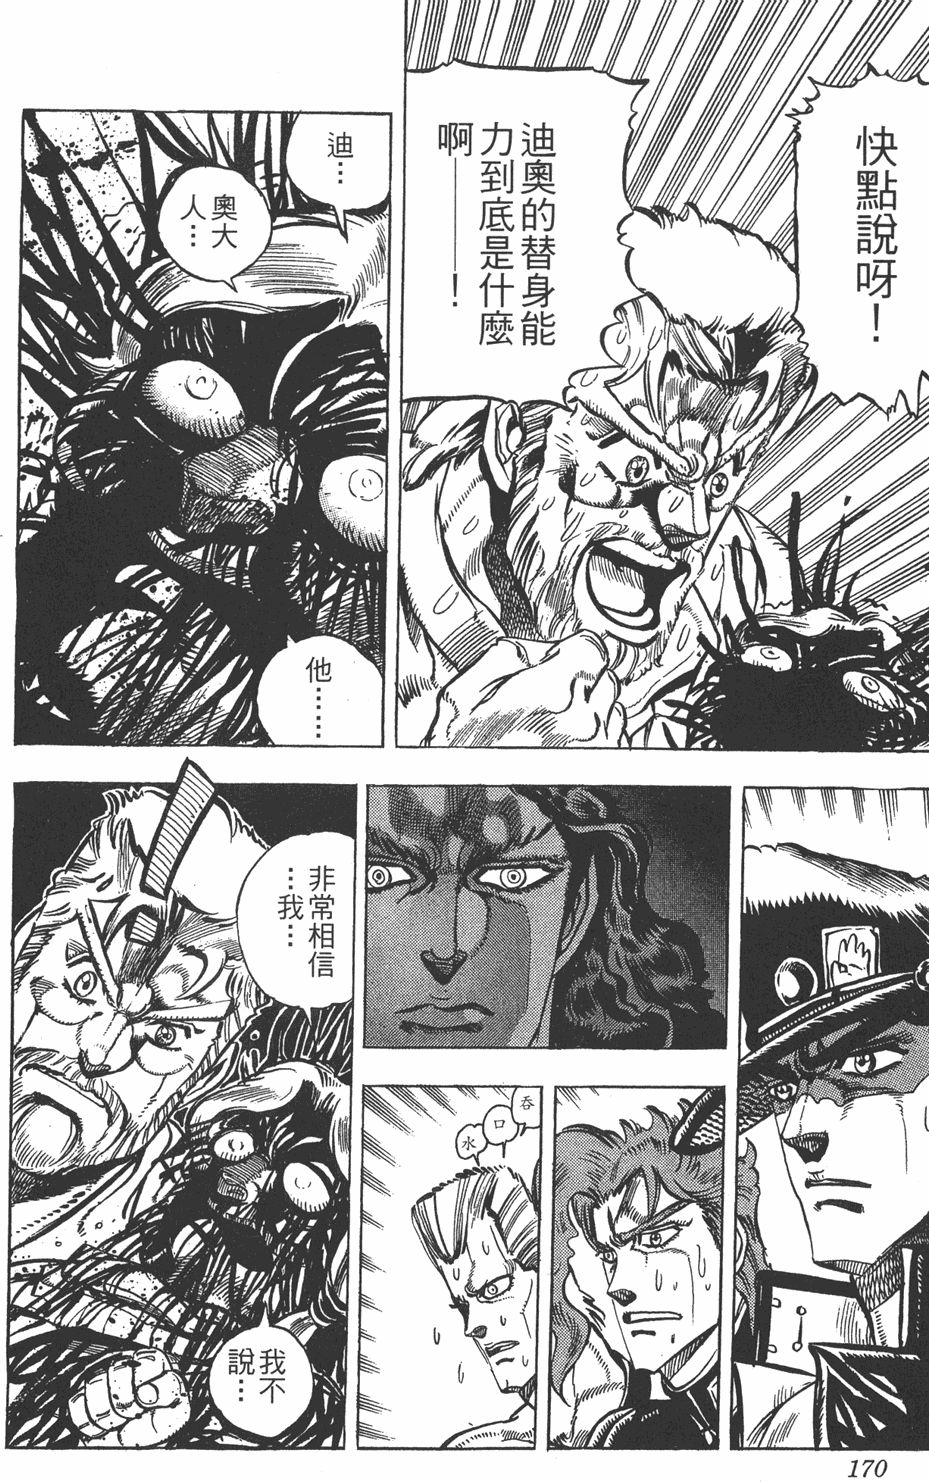 快點說呀！
迪奧的替身能
力到底是什麼
啊——！
迪…
奧大
人…
他……
吞
口
水
非常相信
…我…
我不
說…
170